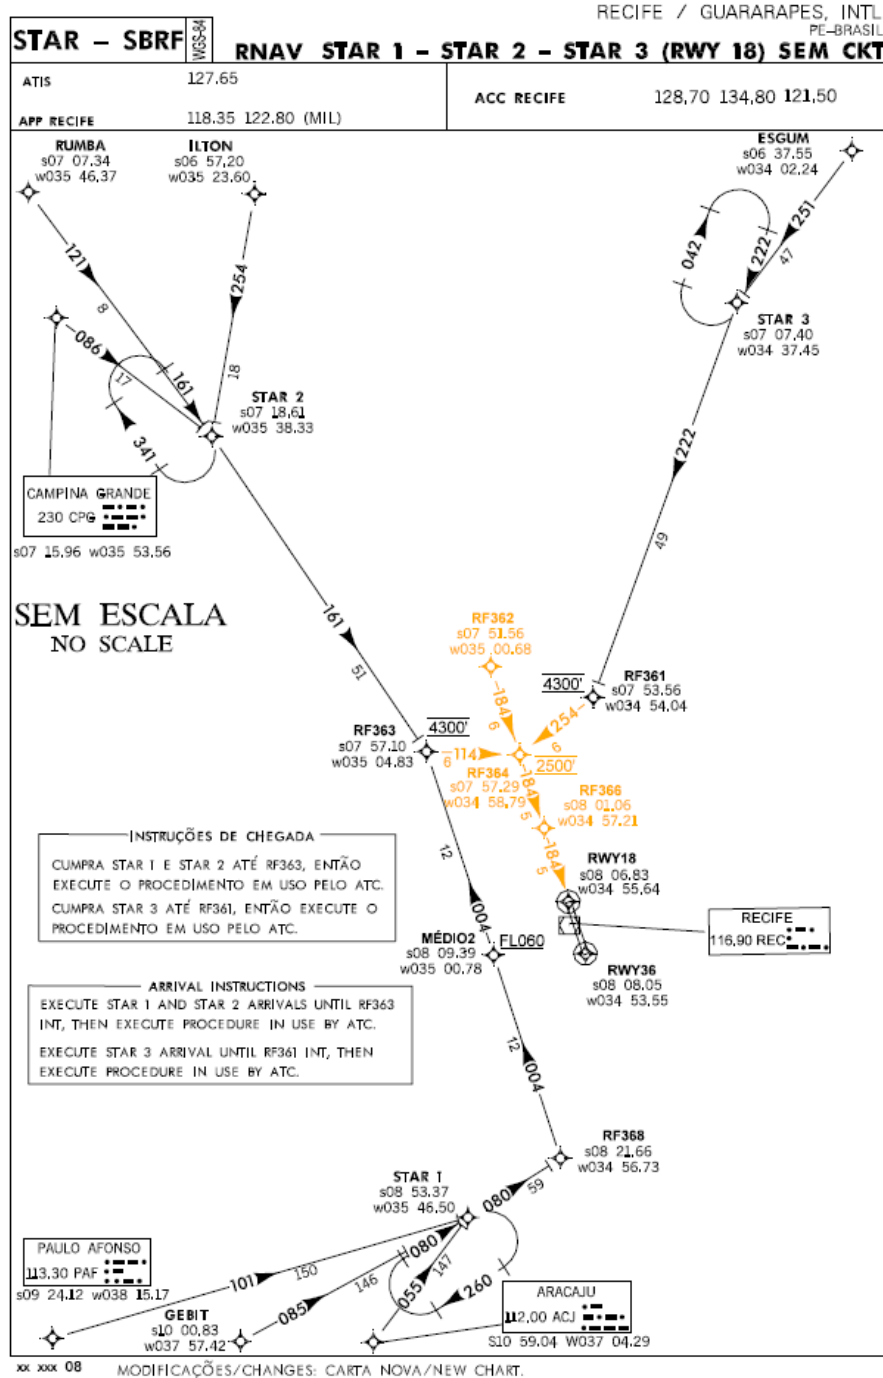 RECIFE / GUARARAPES, INTL
PE-BRASIL
STAR – SBRF
WGS-84
RNAV STAR 1 – STAR 2 – STAR 3 (RWY 18) SEM CKT
ATIS 127.65
APP RECIFE 118.35 122.80 (MIL)
ACC RECIFE 128,70 134,80 121,50
RUMBA
s07 07.34
w035 46,37
ILTON
s06 57,20
w035 23.60
ESGUM
s06 37.55
w034 02.24
121
8
254
18
251
47
042
222
STAR 3
s07 07.40
w034 37.45
086
17
161
341
STAR 2
s07 18,61
w035 38.33
CAMPINA GRANDE
230 CPG
s07 15.96 w035 53.56
222
49
SEM ESCALA
NO SCALE
161
51
RF362
s07 51.56
w035 00.68
184
6
4300'
RF361
s07 53.56
w034 54.04
254
6
RF363
s07 57.10
w035 04.83
4300'
114
6
2500'
RF364
s07 57.29
w034 58.79
184
5
RF366
s08 01.06
w034 57.21
184
5
INSTRUÇÕES DE CHEGADA
CUMPRA STAR 1 E STAR 2 ATÉ RF363, ENTÃO
EXECUTE O PROCEDIMENTO EM USO PELO ATC.
CUMPRA STAR 3 ATÉ RF361, ENTÃO EXECUTE O
PROCEDIMENTO EM USO PELO ATC.
12
004
RWY18
s08 06.83
w034 55,64
RECIFE
116,90 REC
MÉDIO2
s08 09.39
w035 00.78
FL060
RWY36
s08 08.05
w034 53,55
ARRIVAL INSTRUCTIONS
EXECUTE STAR 1 AND STAR 2 ARRIVALS UNTIL RF363
INT, THEN EXECUTE PROCEDURE IN USE BY ATC.
EXECUTE STAR 3 ARRIVAL UNTIL RF361 INT, THEN
EXECUTE PROCEDURE IN USE BY ATC.
12
004
RF368
s08 21.66
w034 56.73
STAR 1
s08 53.37
w035 46.50
080
59
PAULO AFONSO
113.30 PAF
s09 24.12 w038 15.17
101
150
080
146
085
147
055
260
GEBIT
s10 00,83
w037 57.42
ARACAJU
112,00 ACJ
S10 59.04 W037 04.29
xx xxx 08 MODIFICAÇÕES/CHANGES: CARTA NOVA/NEW CHART.